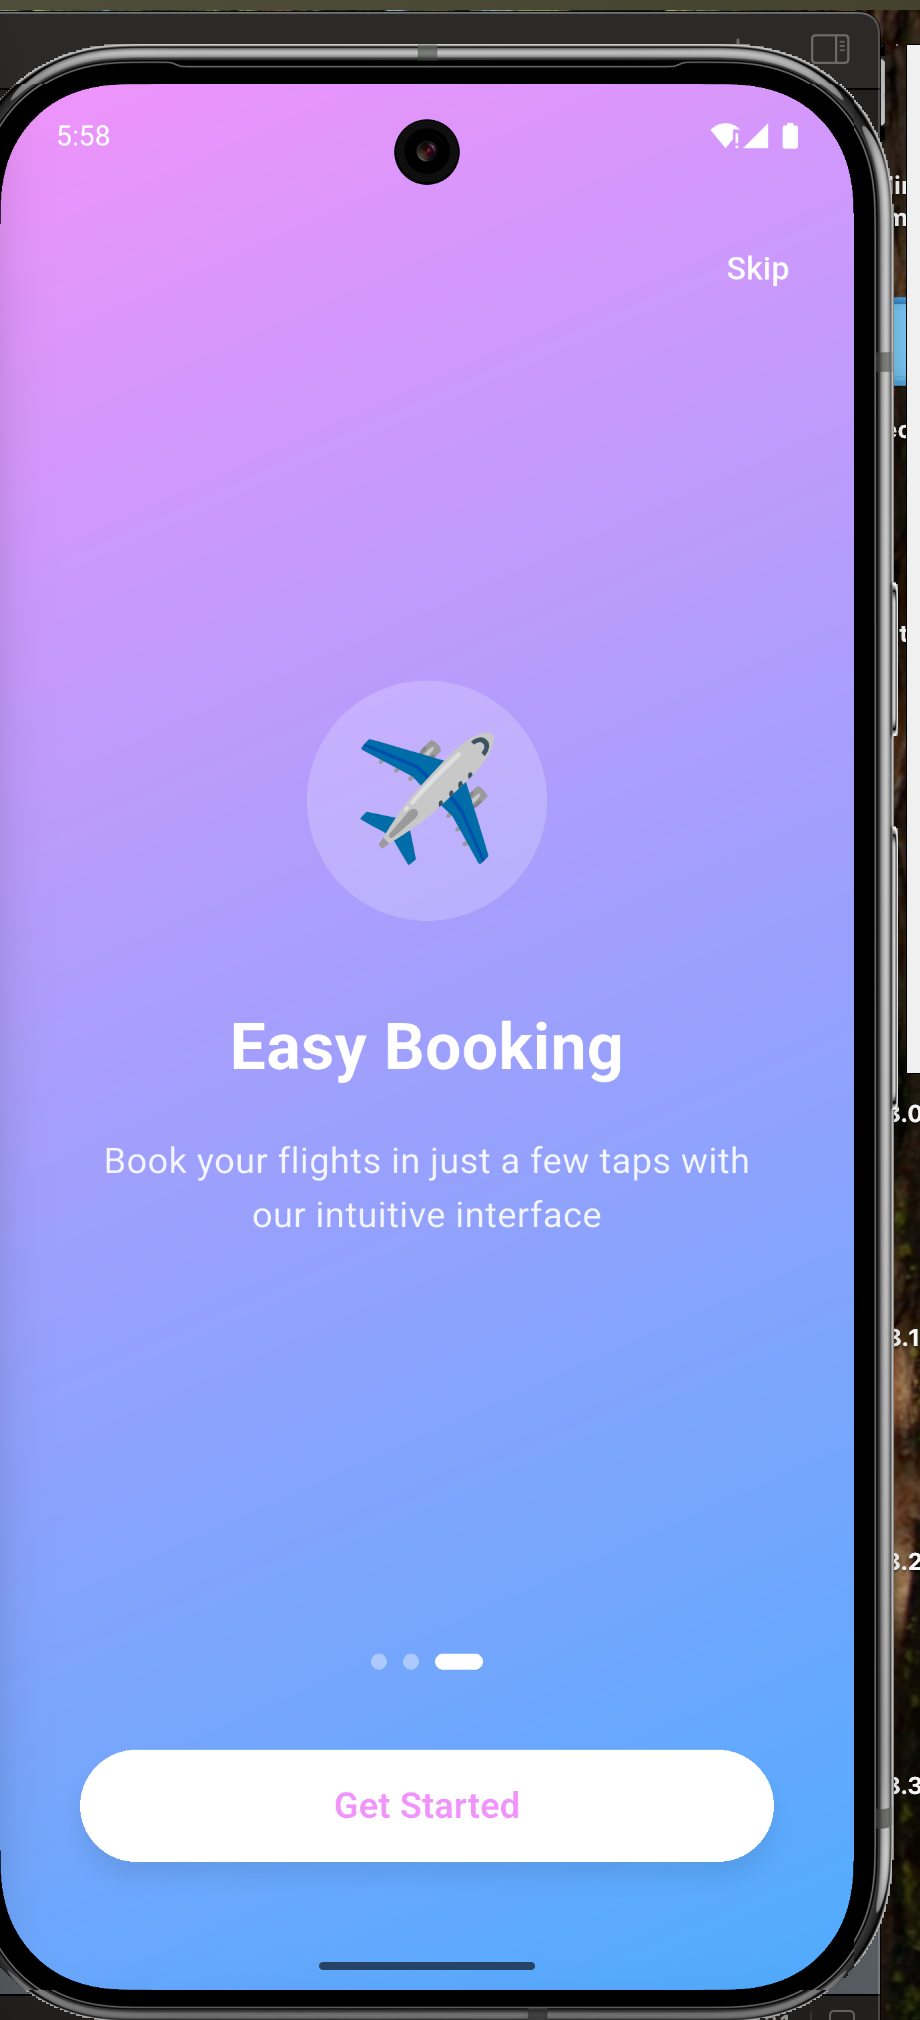 5:58
Skip
Easy Booking
Book your flights in just a few taps with
our intuitive interface
Get Started